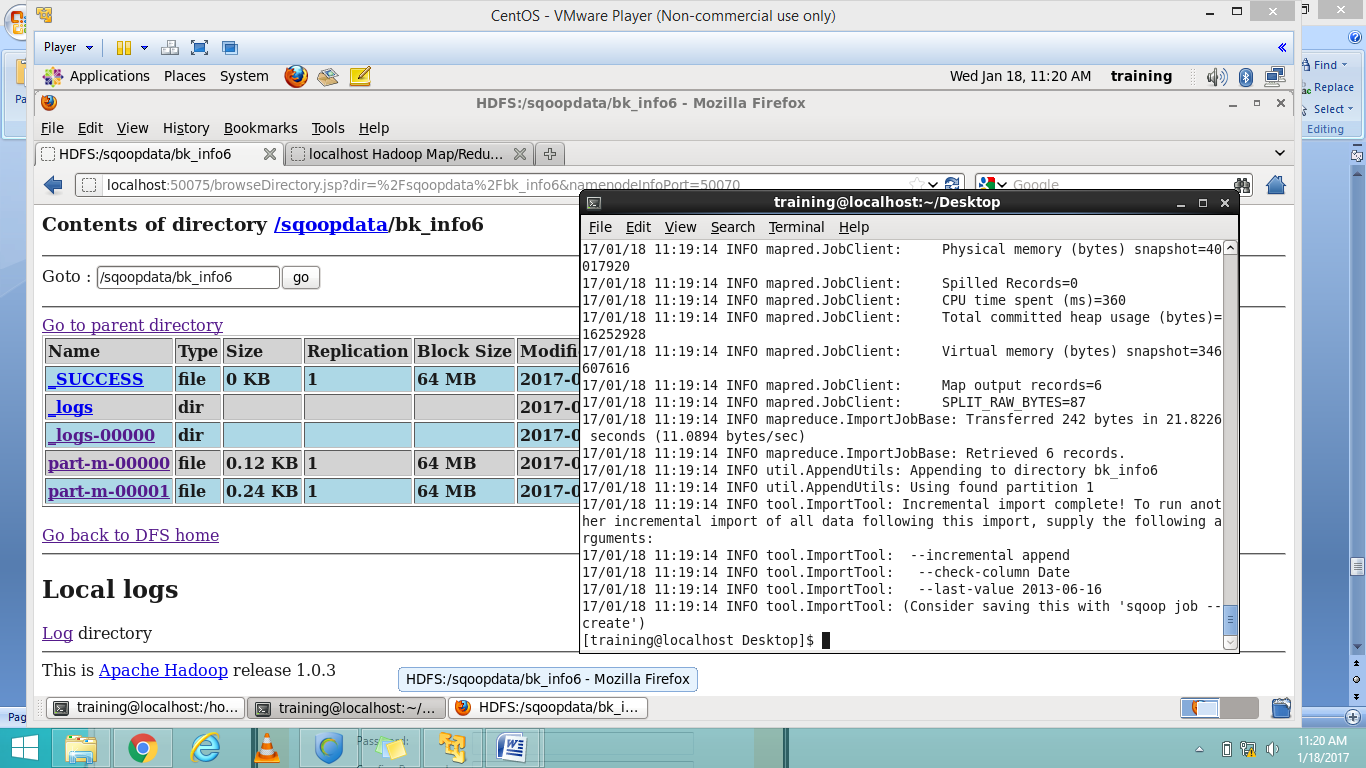 CentOS - VMware Player (Non-commercial use only)
Player
Applications Places System
Wed Jan 18, 11:20 AM training
HDFS:/sqoopdata/bk_info6 - Mozilla Firefox
File Edit View History Bookmarks Tools Help
HDFS:/sqoopdata/bk_info6
localhost Hadoop Map/Redu...
localhost:50075/browseDirectory.jsp?dir=%2Fsqoopdata%2Fbk_info6&namenodeInfoPort=50070
Google
Contents of directory /sqoopdata/bk_info6
Goto : /sqoopdata/bk_info6 go
Go to parent directory
Name Type Size Replication Block Size Modifi
_SUCCESS file 0 KB 1 64 MB 2017-0
_logs dir 2017-0
_logs-00000 dir 2017-0
part-m-00000 file 0.12 KB 1 64 MB 2017-0
part-m-00001 file 0.24 KB 1 64 MB 2017-0
Go back to DFS home
Local logs
Log directory
This is Apache Hadoop release 1.0.3
HDFS:/sqoopdata/bk_info6 - Mozilla Firefox
training@localhost:~/Desktop
File Edit View Search Terminal Help
17/01/18 11:19:14 INFO mapred.JobClient:     Physical memory (bytes) snapshot=40
017920
17/01/18 11:19:14 INFO mapred.JobClient:     Spilled Records=0
17/01/18 11:19:14 INFO mapred.JobClient:     CPU time spent (ms)=360
17/01/18 11:19:14 INFO mapred.JobClient:     Total committed heap usage (bytes)=
16252928
17/01/18 11:19:14 INFO mapred.JobClient:     Virtual memory (bytes) snapshot=346
607616
17/01/18 11:19:14 INFO mapred.JobClient:     Map output records=6
17/01/18 11:19:14 INFO mapred.JobClient:     SPLIT_RAW_BYTES=87
17/01/18 11:19:14 INFO mapreduce.ImportJobBase: Transferred 242 bytes in 21.8226
seconds (11.0894 bytes/sec)
17/01/18 11:19:14 INFO mapreduce.ImportJobBase: Retrieved 6 records.
17/01/18 11:19:14 INFO util.AppendUtils: Appending to directory bk_info6
17/01/18 11:19:14 INFO util.AppendUtils: Using found partition 1
17/01/18 11:19:14 INFO tool.ImportTool: Incremental import complete! To run anot
her incremental import of all data following this import, supply the following a
rguments:
17/01/18 11:19:14 INFO tool.ImportTool:  --incremental append
17/01/18 11:19:14 INFO tool.ImportTool:   --check-column Date
17/01/18 11:19:14 INFO tool.ImportTool:   --last-value 2013-06-16
17/01/18 11:19:14 INFO tool.ImportTool: (Consider saving this with 'sqoop job --
create')
[training@localhost Desktop]$
training@localhost:/ho...
training@localhost:~/...
HDFS:/sqoopdata/bk_i...
Find
Replace
Select
Editing
Pa
Pag
Password:
11:20 AM
1/18/2017